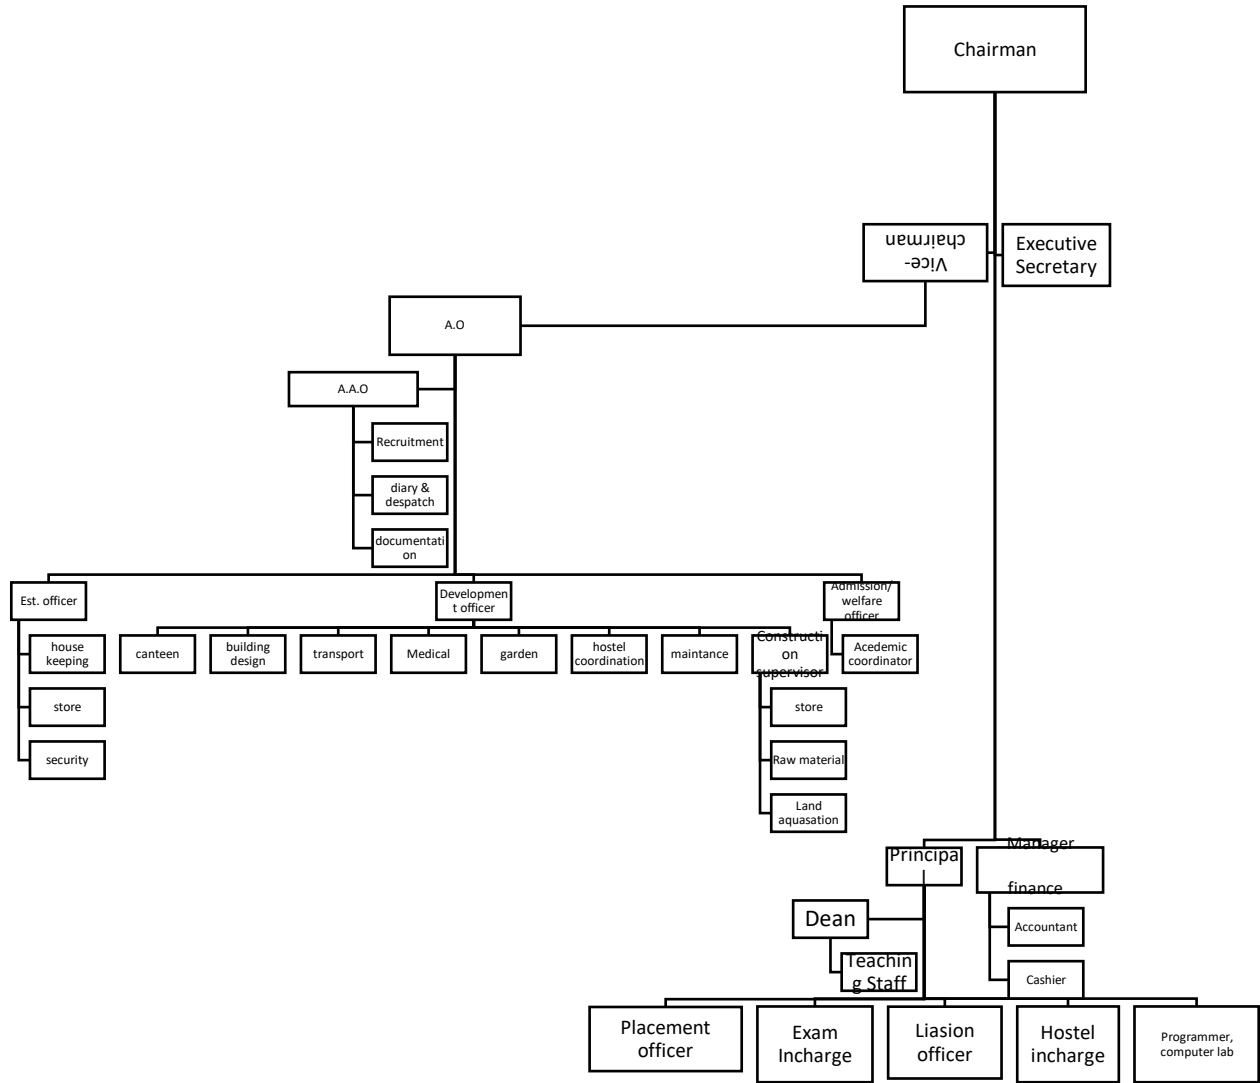 Chairman
Vice-
chairman
Executive
Secretary
A.O
A.A.O
Recruitment
diary &
despatch
documentati
on
Est. officer
Developmen
t officer
Admission/
welfare
officer
house
keeping
canteen
building
design
transport
Medical
garden
hostel
coordination
maintance
Constructi
on
supervisor
Acedemic
coordinator
store
store
security
Raw material
Land
aquasation
Principa
l
Manager
finance
Dean
Accountant
Teachin
g Staff
Cashier
Placement
officer
Exam
Incharge
Liasion
officer
Hostel
incharge
Programmer,
computer lab